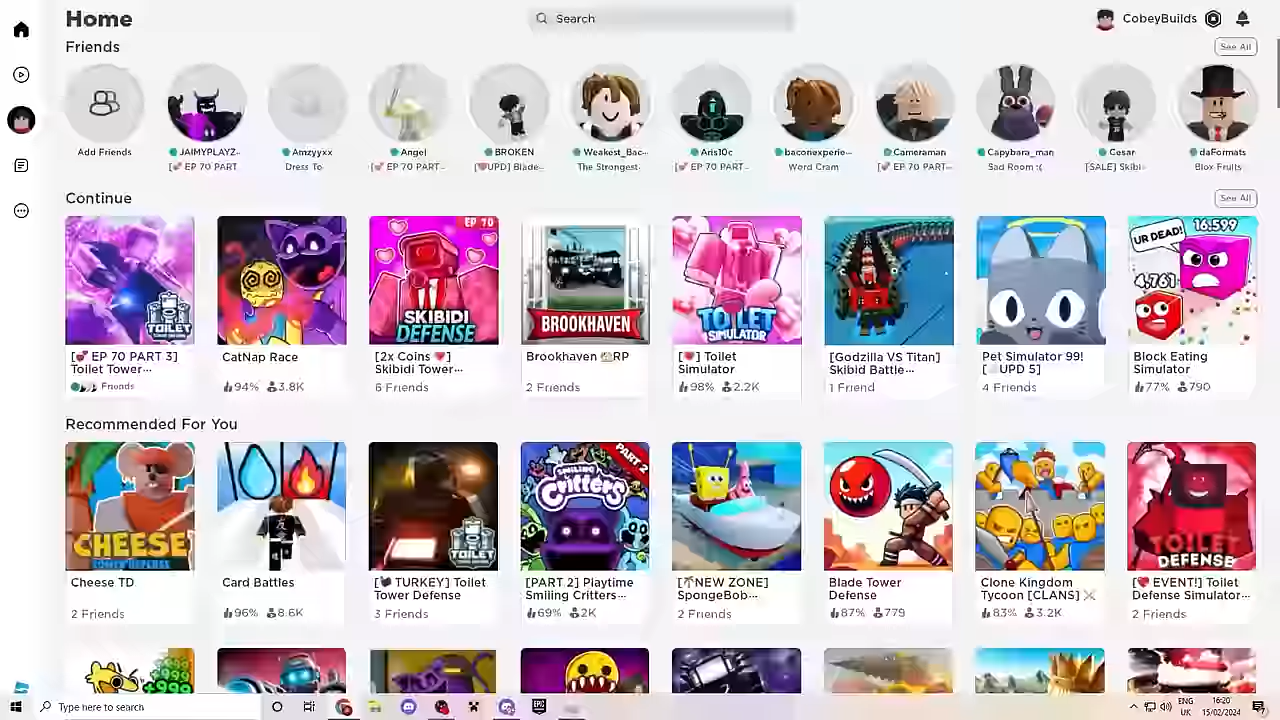 Home
Search
CobeyBuilds
Friends
See All
Add Friends
JAIMYPLAYZ-
Amzyyxx
Angel
BROKEN
Weakest_Bac...
Aris10c
baconexperie...
Cameraman
Capybara_man
Cesar
daFormats
[💕 EP 70 PART
Dress To
[💕 EP 70 PART...
[❤️UPD] Blade...
The Strongest
[💕 EP 70 PART...
Word Cram
[💕 EP 70 PART...
Sad Room :(
[SALE] Skibi...
Blox Fruits
Continue
See All
EP 70
TOILET
SKIBIDI
DEFENSE
BROOKHAVEN
TOILET
SIMULATOR
UR DEAD!
16,599
4,761
[💕 EP 70 PART 3]
Toilet Tower...
Friends
CatNap Race
94% 3.8K
[2x Coins 💗]
Skibidi Tower...
6 Friends
Brookhaven 🏡RP
2 Friends
[💗] Toilet
Simulator
98% 2.2K
[Godzilla VS Titan]
Skibid Battle...
1 Friend
Pet Simulator 99!
UPD 5]
4 Friends
Block Eating
Simulator
77% 790
Recommended For You
CHEESE
TOWER DEFENSE
TOILET
PART 2
SMILING
Critters
TOILET
DEFENSE
Cheese TD
2 Friends
Card Battles
96% 8.6K
[🦃 TURKEY] Toilet
Tower Defense
3 Friends
[PART 2] Playtime
Smiling Critters...
69% 2K
[🌴NEW ZONE]
SpongeBob...
2 Friends
Blade Tower
Defense
87% 779
Clone Kingdom
Tycoon [CLANS] ⚔️
83% 3.2K
[💗 EVENT!] Toilet
Defense Simulator...
2 Friends
+999
Type here to search
EPIC
ENG
UK
16:20
15/02/2024